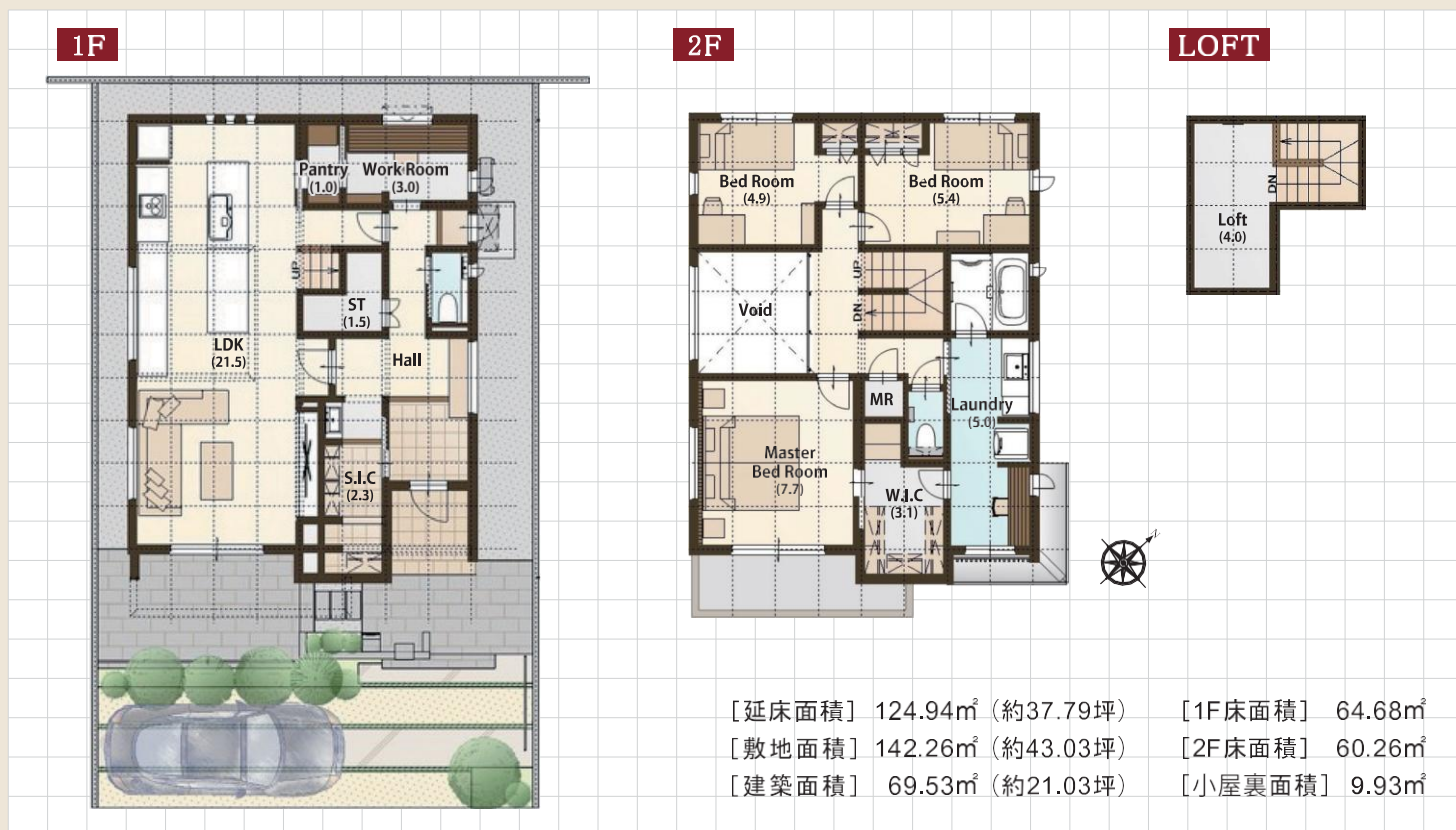 1F
Pantry
(1.0)
Work Room
(3.0)
UP
ST
(1.5)
LDK
(21.5)
Hall
S.I.C
(2.3)
2F
Bed Room
(4.9)
Bed Room
(5.4)
Void
UP
DN
MR
Laundry
(5.0)
Master
Bed Room
(7.7)
W.I.C
(3.1)
LOFT
DN
Loft
(4.0)
Z
[延床面積] 124.94㎡(約37.79坪)
[敷地面積] 142.26㎡(約43.03坪)
[建築面積] 69.53㎡(約21.03坪)
[1F床面積] 64.68㎡
[2F床面積] 60.26㎡
[小屋裏面積] 9.93㎡